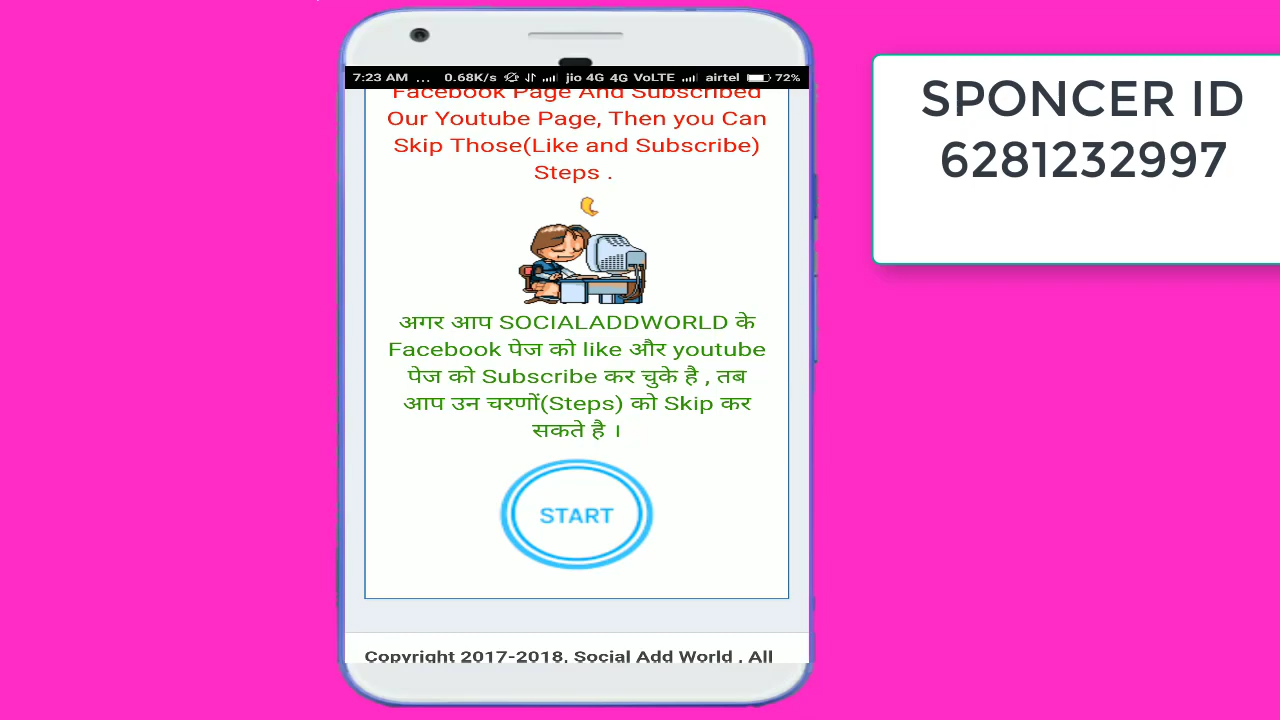 7:23 AM ... 0.68K/s jio 4G 4G VoLTE airtel 72%
Facebook Page And Subscribed
Our Youtube Page, Then you Can
Skip Those(Like and Subscribe)
Steps .
अगर आप SOCIALADDWORLD के
Facebook पेज को like और youtube
पेज को Subscribe कर चुके है , तब
आप उन चरणों(Steps) को Skip कर
सकते है ।
START
Copyright 2017-2018. Social Add World . All
SPONCER ID
6281232997